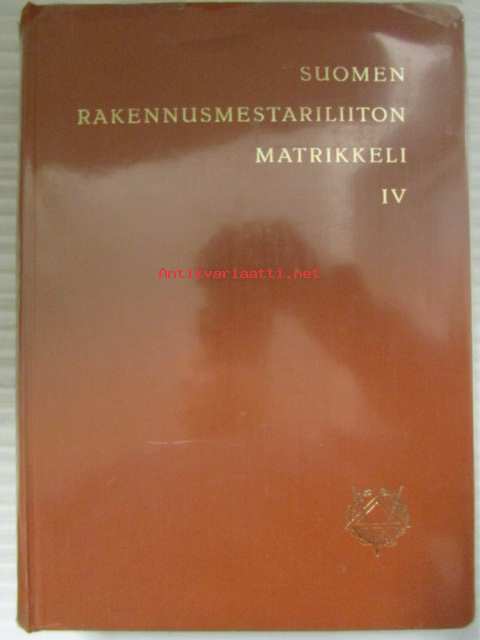 SUOMEN
RAKENNUSMESTARILIITON
MATRIKKELI
IV
Antikvariaatti.net